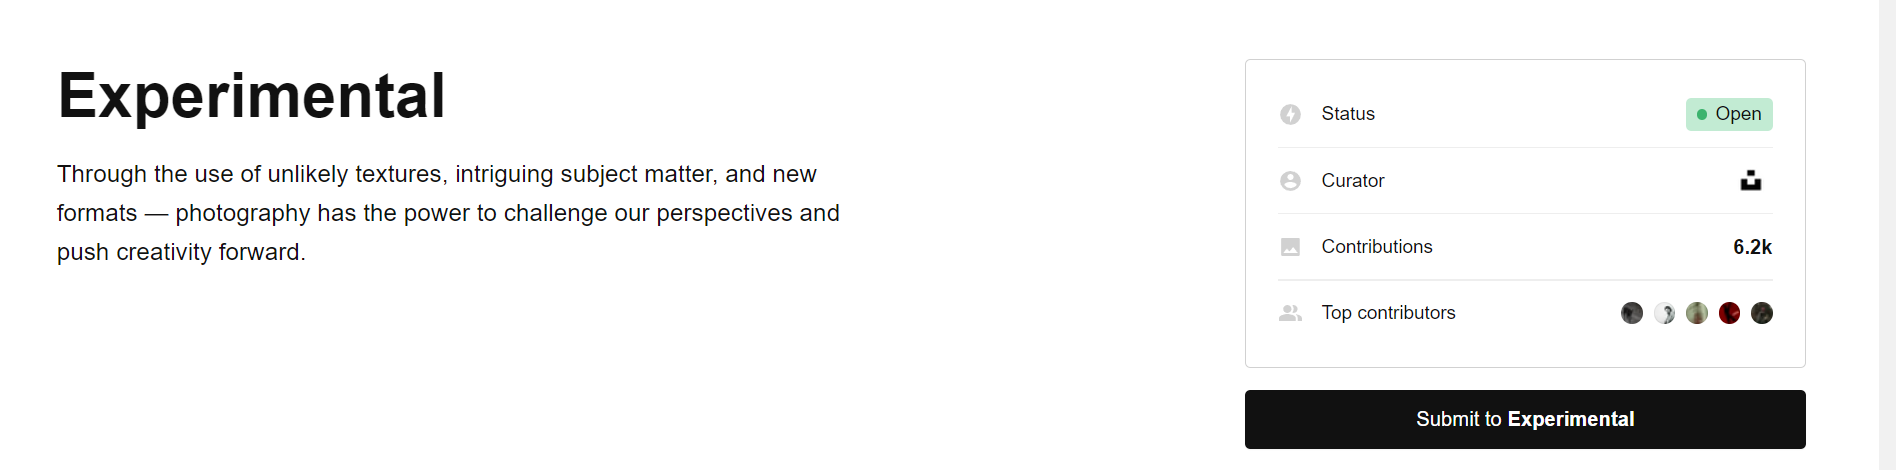 Experimental
Through the use of unlikely textures, intriguing subject matter, and new
formats — photography has the power to challenge our perspectives and
push creativity forward.
Status
Open
Curator
Contributions
6.2k
Top contributors
Submit to Experimental